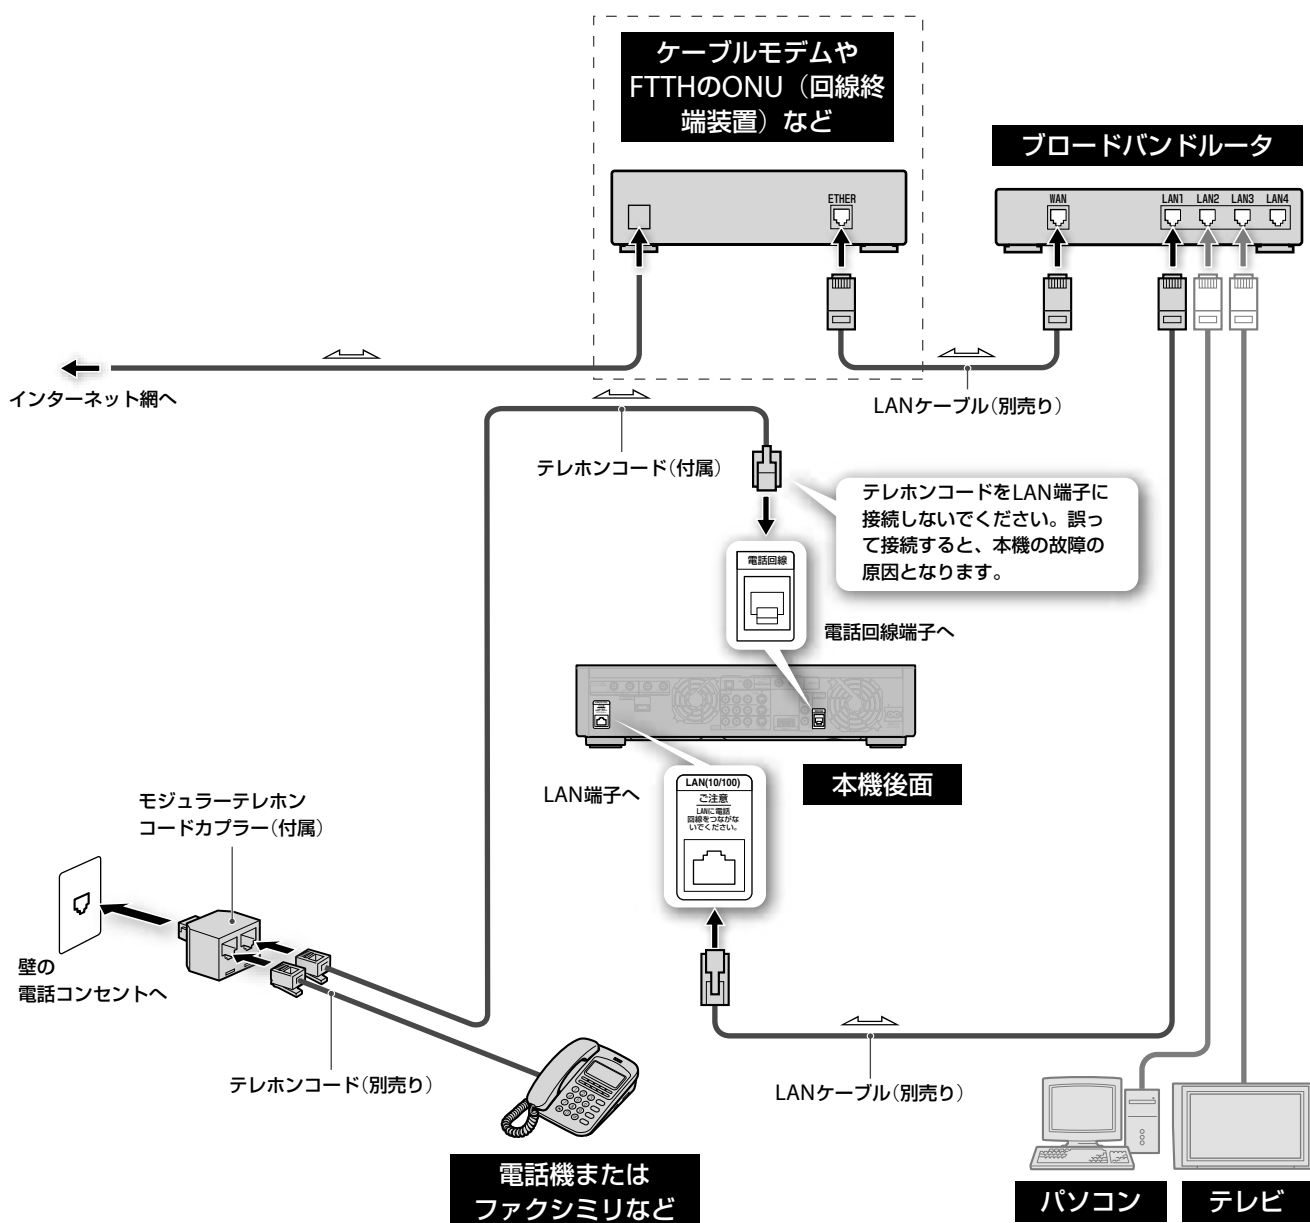 ケーブルモデムや
FTTHのONU（回線終
端装置）など
ブロードバンドルータ
ETHER
WAN
LAN1 LAN2 LAN3 LAN4
インターネット網へ
LANケーブル（別売り）
テレホンコード（付属）
テレホンコードをLAN端子に
接続しないでください。誤っ
て接続すると、本機の故障の
原因となります。
電話回線
電話回線端子へ
LAN端子へ
LAN(10/100)
ご注意
LANに電話
回線をつながな
いでください。
本機後面
モジュラーテレホン
コードカプラー（付属）
壁の
電話コンセントへ
テレホンコード（別売り）
LANケーブル（別売り）
電話機または
ファクシミリなど
パソコン
テレビ